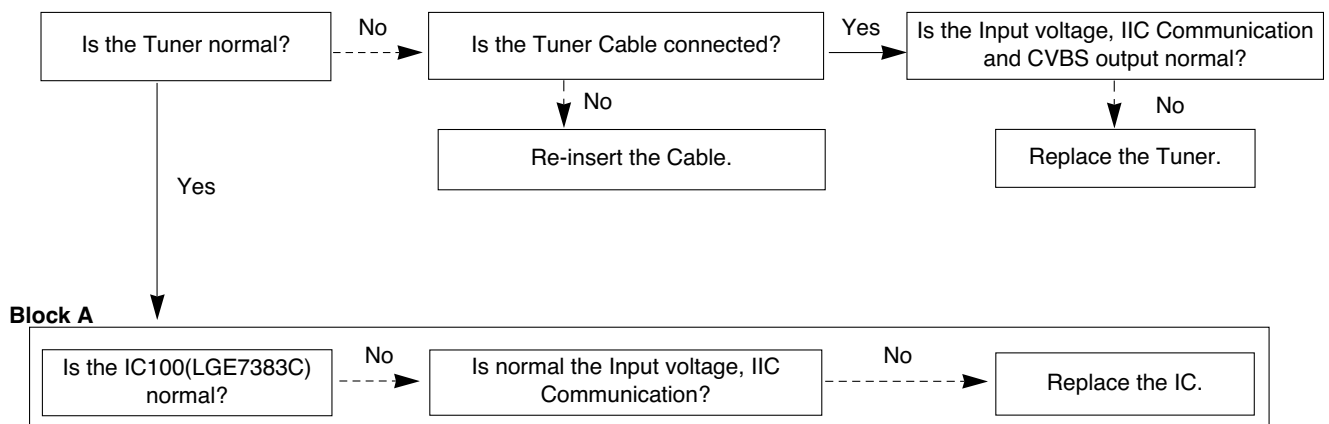 Is the Tuner normal?
No
Is the Tuner Cable connected?
Yes
Is the Input voltage, IIC Communication
and CVBS output normal?
No
No
Re-insert the Cable.
Replace the Tuner.
Yes
Block A
Is the IC100(LGE7383C)
normal?
No
Is normal the Input voltage, IIC
Communication?
No
Replace the IC.